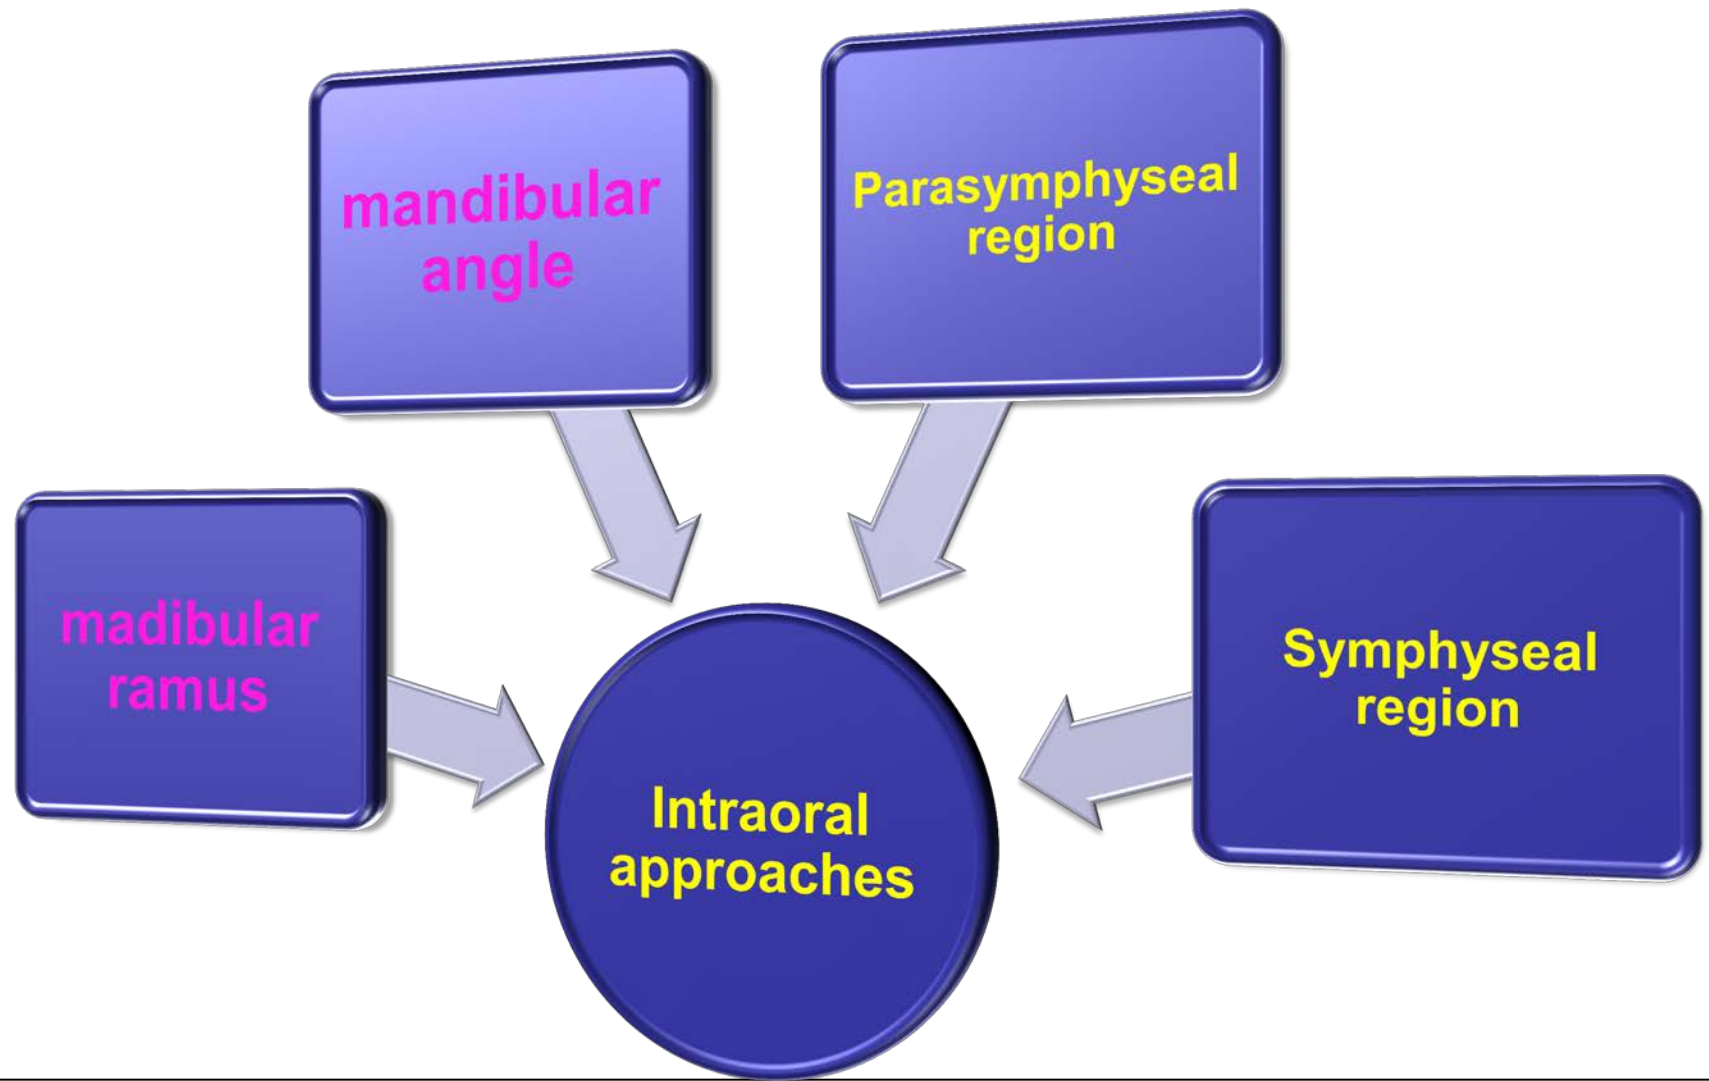 mandibular
angle
Parasymphyseal
region
madibular
ramus
Symphyseal
region
Intraoral
approaches